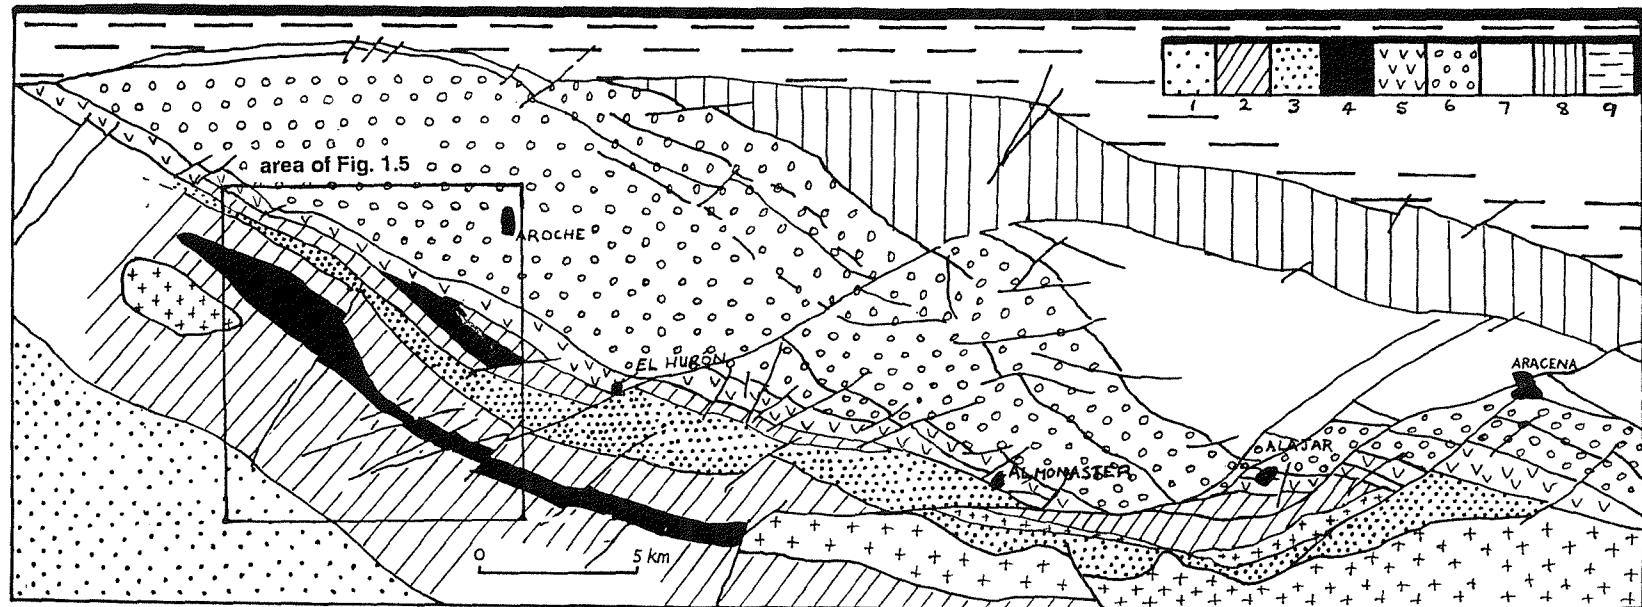 1 2 3 4 5 6 7 8 9
area of Fig. 1.5
AROCHE
EL HURÓN
ARACENA
ALAJAR
ALMONASTER
0 5 km